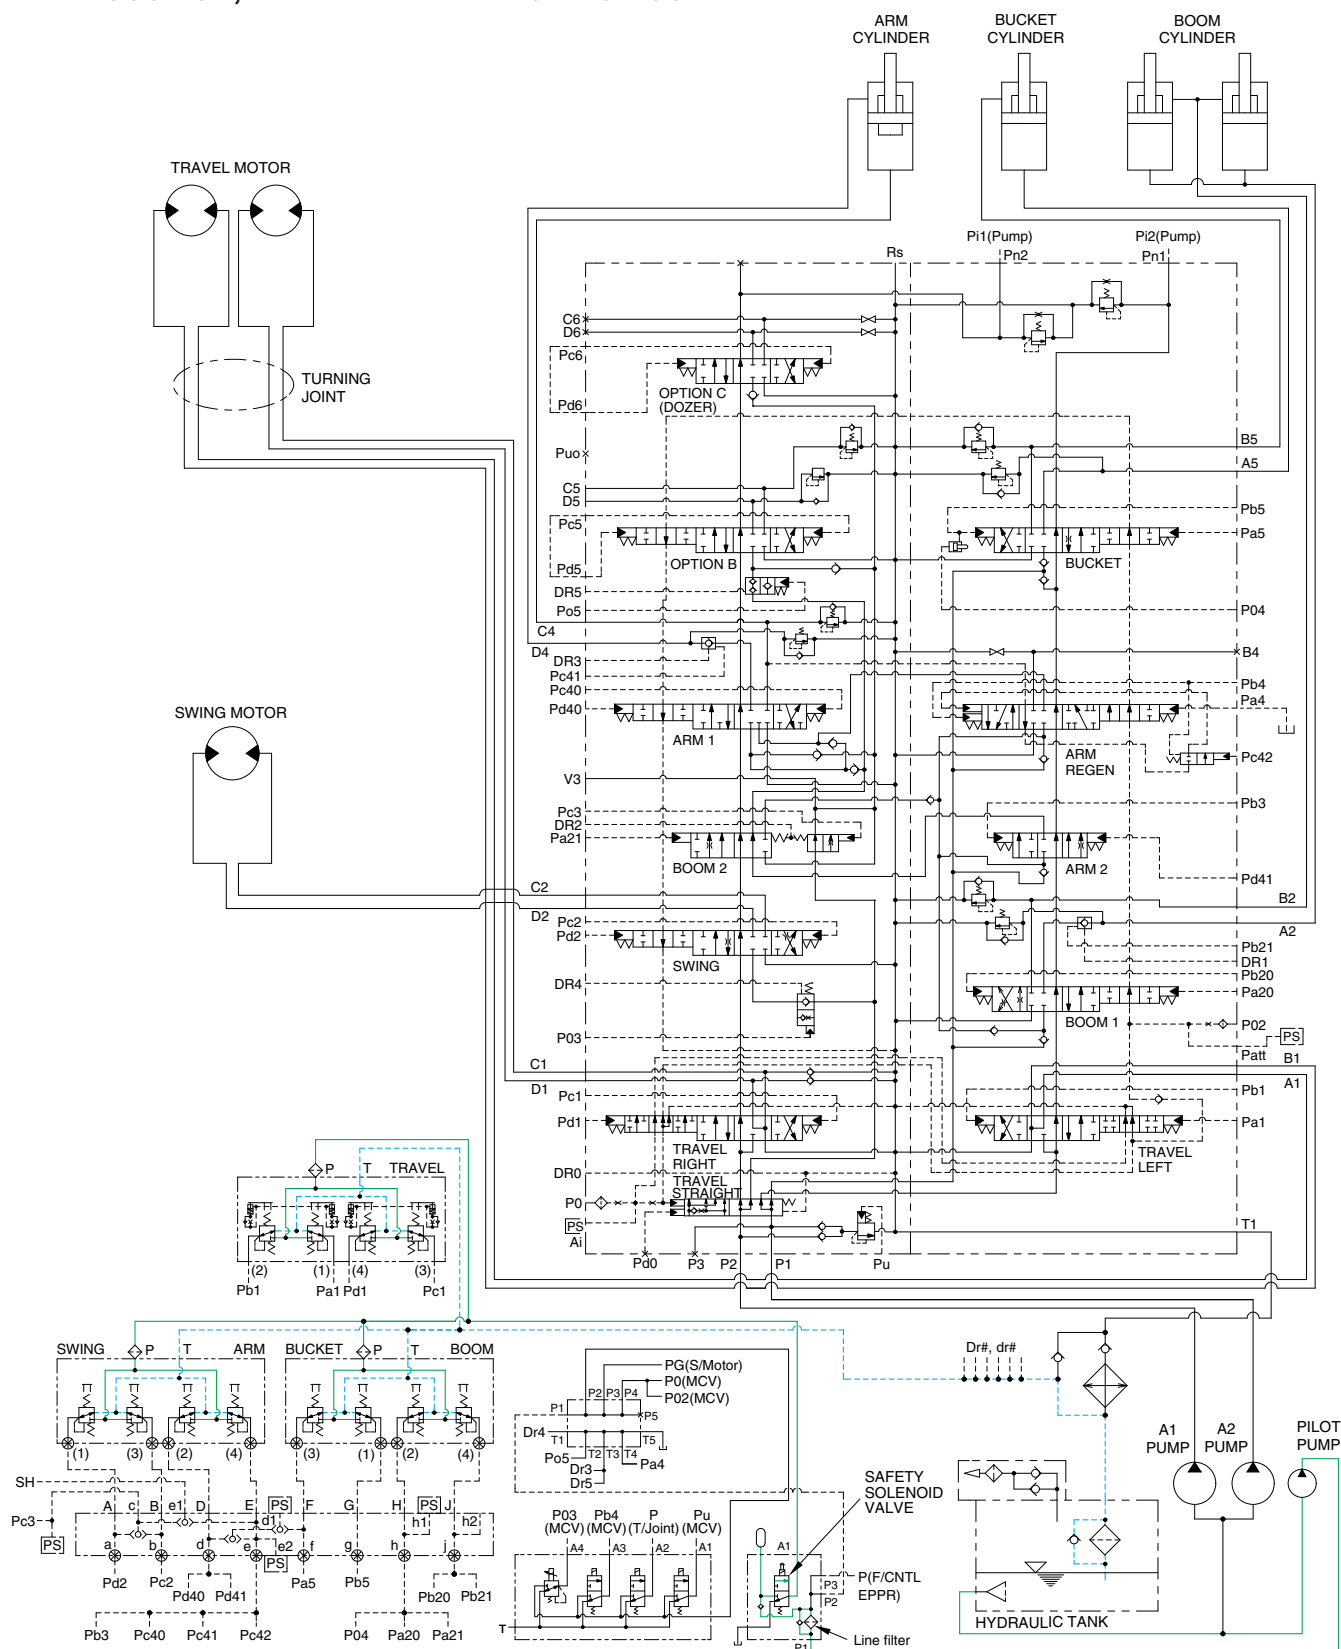 ARM
CYLINDER
BUCKET
CYLINDER
BOOM
CYLINDER
TRAVEL MOTOR
TURNING
JOINT
SWING MOTOR
Rs
Pi1(Pump)
Pn2
Pi2(Pump)
Pn1
C6
D6
Pc6
OPTION C
(DOZER)
Pd6
Puo
C5
D5
Pc5
Pd5
OPTION B
DR5
Po5
C4
D4
DR3
Pc41
Pc40
Pd40
ARM 1
V3
Pc3
DR2
Pa21
BOOM 2
C2
D2
Pc2
Pd2
SWING
DR4
P03
C1
D1
Pc1
Pd1
TRAVEL
RIGHT
DR0
TRAVEL
STRAIGHT
P0
PS
Ai
Pd0
P3
P2
P1
Pu
B5
A5
Pb5
Pa5
BUCKET
P04
B4
Pb4
Pa4
ARM
REGEN
Pc42
Pb3
ARM 2
Pd41
B2
A2
Pb21
DR1
Pb20
Pa20
BOOM 1
P02
PS
Patt
B1
A1
Pb1
Pa1
TRAVEL
LEFT
T1
P
T
TRAVEL
(2)
(1)
(4)
(3)
Pb1
Pa1
Pd1
Pc1
SWING
P
T
ARM
BUCKET
P
T
BOOM
(1)
(3)
(2)
(4)
(3)
(1)
(2)
(4)
SH
A
c
B
e1
D
E
PS
d1
F
G
H
PS
h1
J
h2
Pc3
PS
a
b
d
e
e2
PS
f
g
h
j
Pd2
Pc2
Pd40
Pd41
Pa5
Pb5
Pb20
Pb21
Pb3
Pc40
Pc41
Pc42
P04
Pa20
Pa21
PG(S/Motor)
P0(MCV)
P02(MCV)
P1
P2
P3
P4
P5
Dr4
T1
T2
T3
T4
T5
Po5
Dr3
Dr5
Pa4
P03
(MCV)
Pb4
(MCV)
P
(T/Joint)
Pu
(MCV)
A4
A3
A2
A1
T
A1
SAFETY
SOLENOID
VALVE
P3
P2
P(F/CNTL
EPPR)
P1
Line filter
Dr#, dr#
A1
PUMP
A2
PUMP
PILOT
PUMP
HYDRAULIC TANK